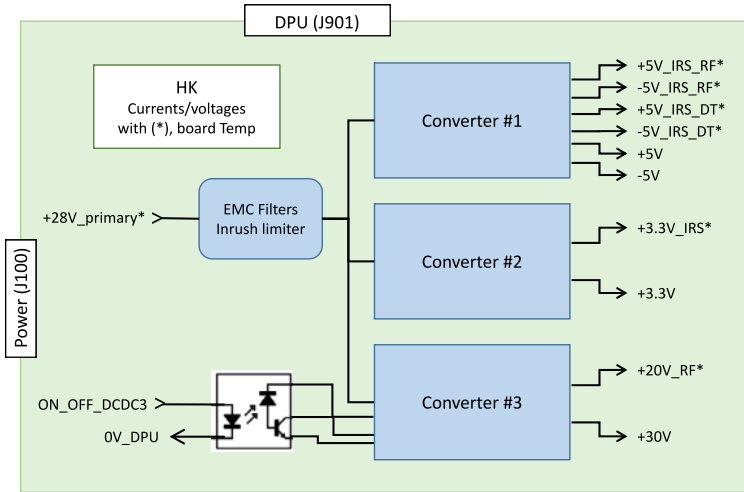 DPU (J901)
HK
Currents/voltages
with (*), board Temp
Converter #1
+5V_IRS_RF*
-5V_IRS_RF*
+5V_IRS_DT*
-5V_IRS_DT*
+5V
-5V
+28V_primary*
EMC Filters
Inrush limiter
Converter #2
+3.3V_IRS*
+3.3V
Power (J100)
ON_OFF_DCDC3
0V_DPU
Converter #3
+20V_RF*
+30V